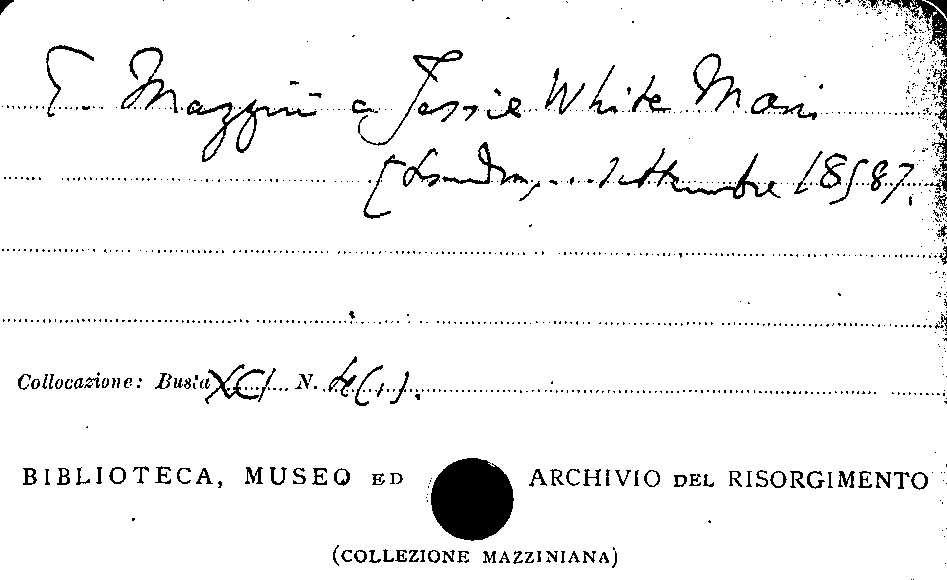 G. Mazzini a Jessie White Mario
[Londra, ... settembre 1858].
Collocazione: Busta XCI N. 4(1).
BIBLIOTECA, MUSEO ED ARCHIVIO DEL RISORGIMENTO
(COLLEZIONE MAZZINIANA)